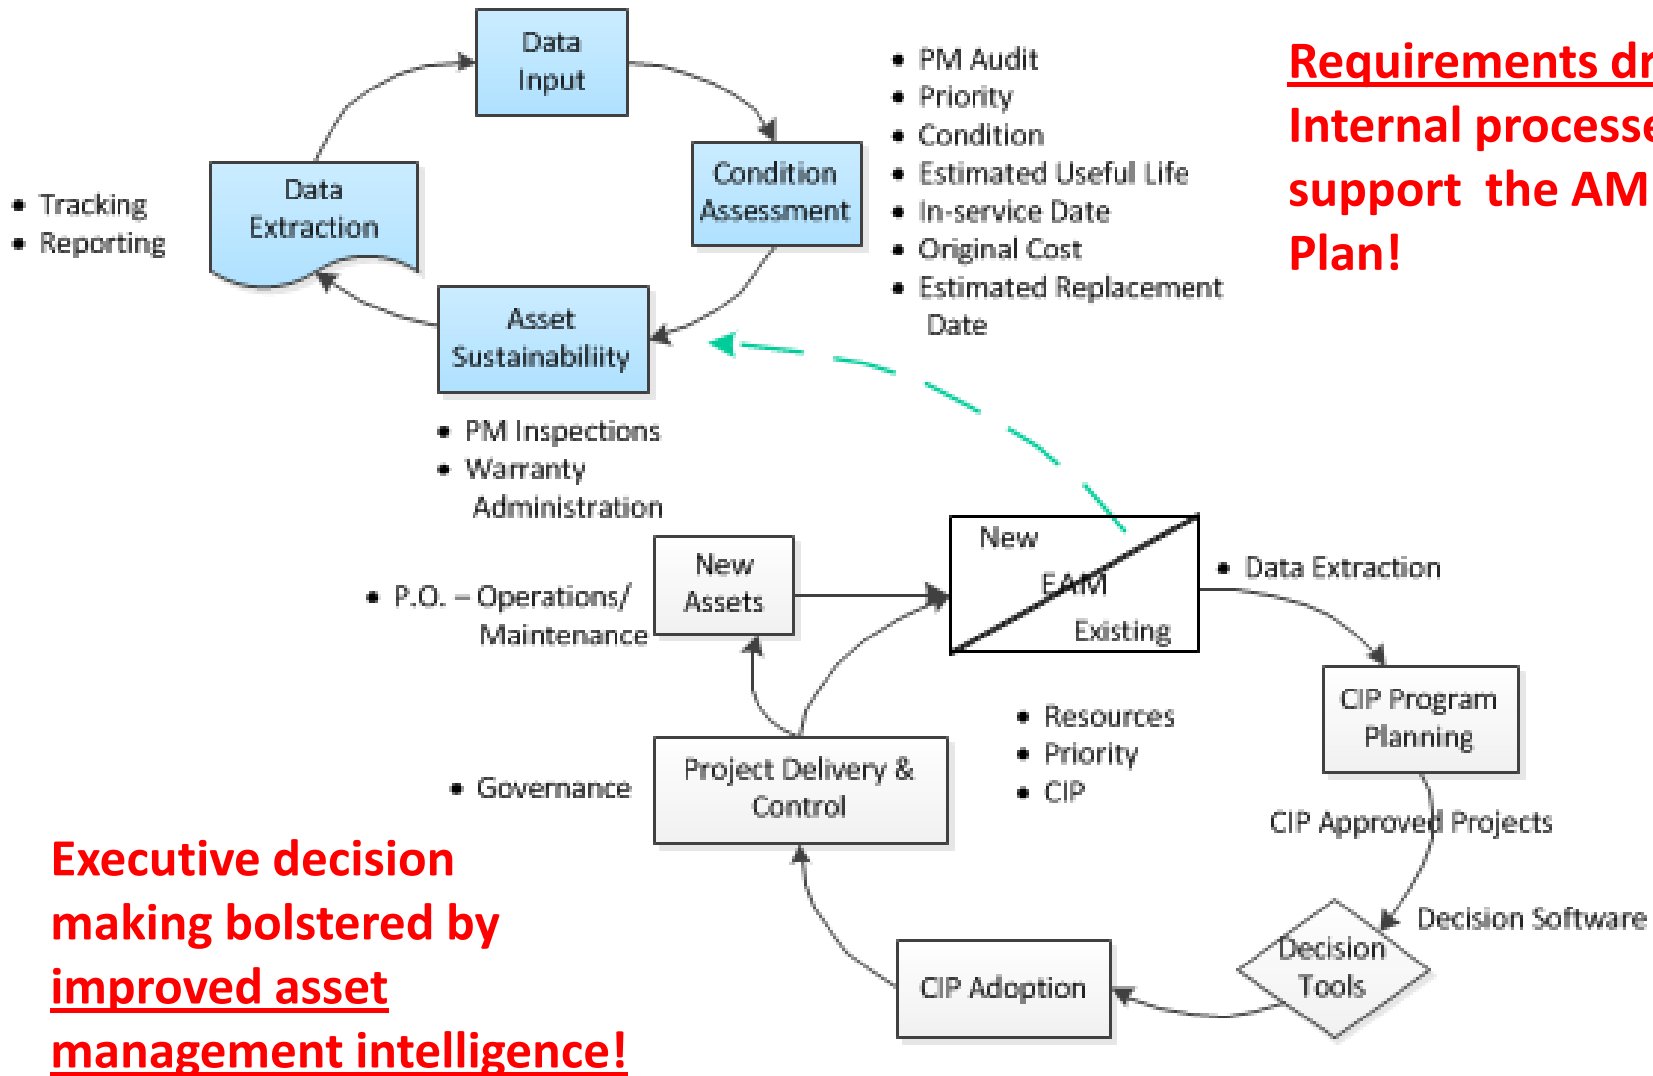 Data
Input
• PM Audit
• Priority
• Condition
• Estimated Useful Life
• In-service Date
• Original Cost
• Estimated Replacement
Date
Requirements
Internal
support the AM
Plan!
Condition
Assessment
Data
Extraction
• Tracking
• Reporting
Asset
Sustainabiliity
• PM Inspections
• Warranty
Administration
New
Assets
• P.O. – Operations/
Maintenance
New
EAM
Existing
• Data Extraction
CIP Program
Planning
• Resources
• Priority
• CIP
Project Delivery &
Control
• Governance
CIP Approved Projects
Decision Software
Decision
Tools
CIP Adoption
Executive decision
making bolstered by
improved asset
management intelligence!